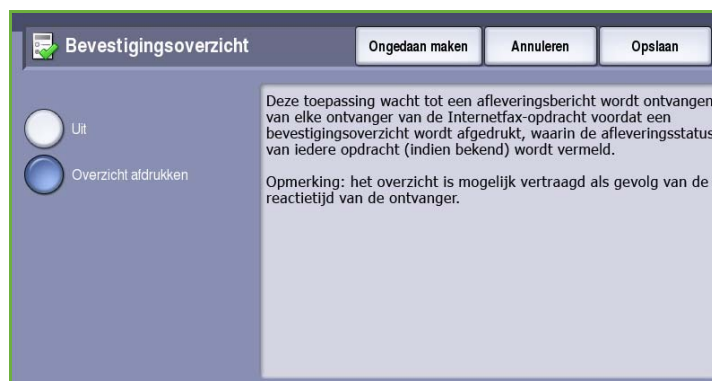 Bevestigingsoverzicht
Ongedaan maken
Annuleren
Opslaan
Uit
Overzicht afdrukken
Deze toepassing wacht tot een afleveringsbericht wordt ontvangen
van elke ontvanger van de Internetfax-opdracht voordat een
bevestigingsoverzicht wordt afgedrukt, waarin de afleveringsstatus
van iedere opdracht (indien bekend) wordt vermeld.
Opmerking: het overzicht is mogelijk vertraagd als gevolg van de
reactietijd van de ontvanger.